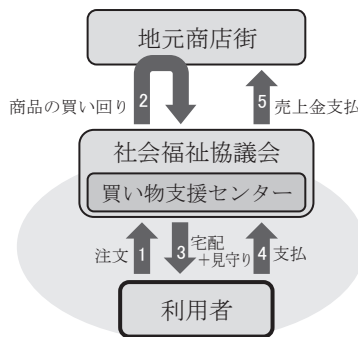 地元商店街
商品の買い回り 2
5 売上金支払
社会福祉協議会
買い物支援センター
注文 1
3 宅配
+見守り
4 支払
利用者